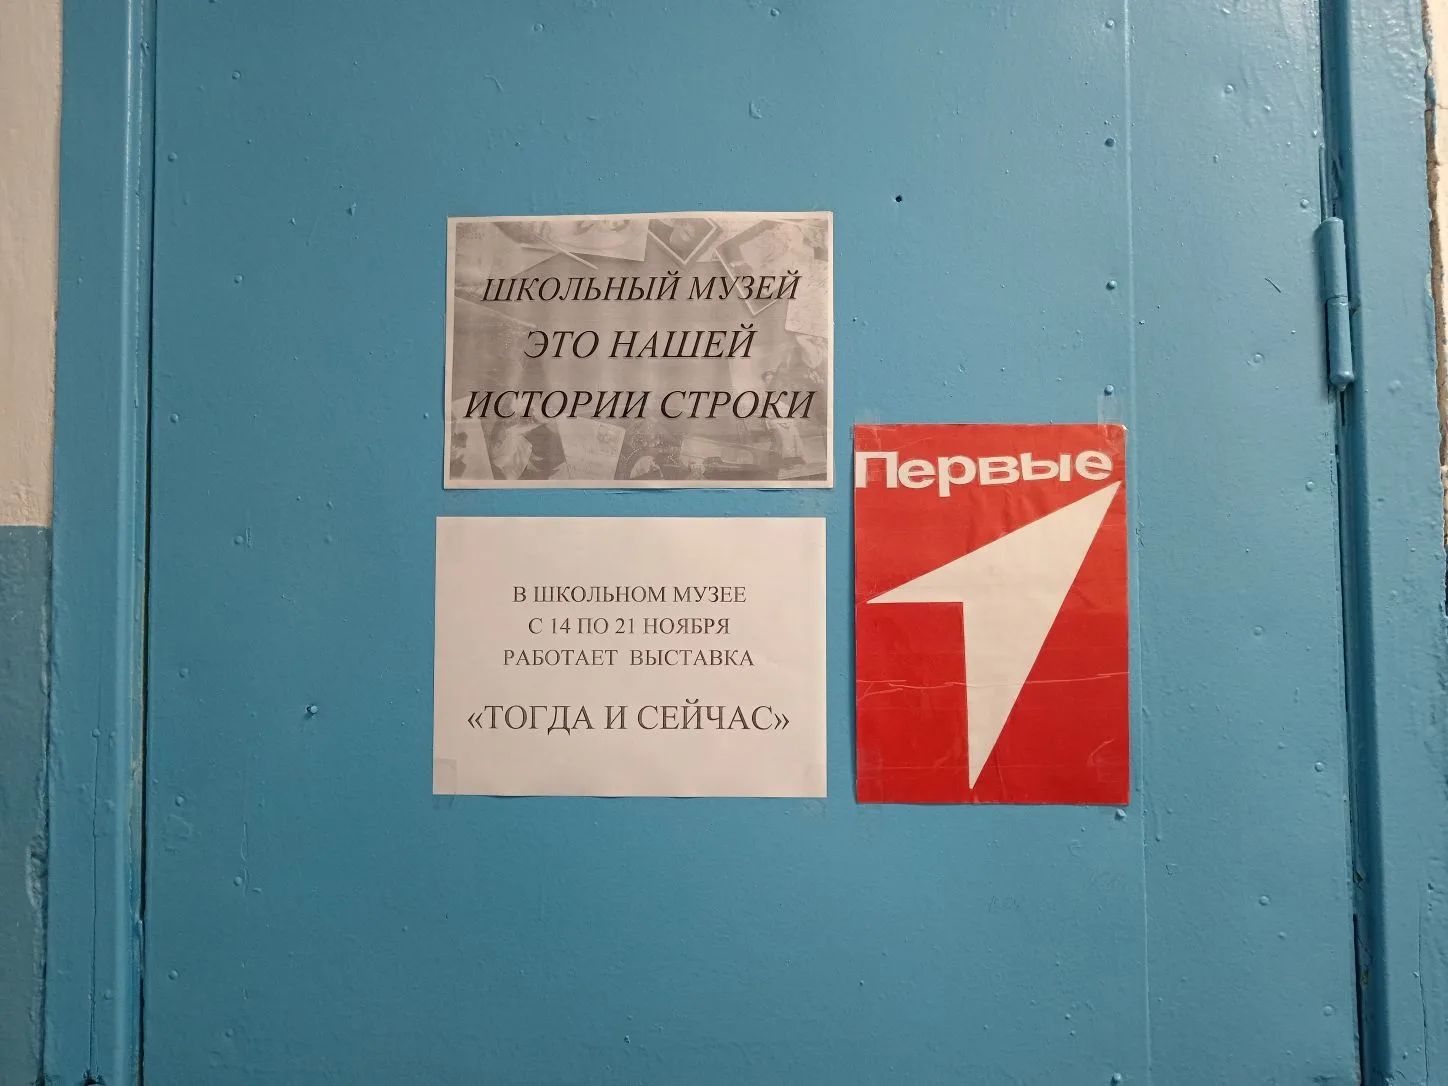 ШКОЛЬНЫЙ МУЗЕЙ
ЭТО НАШЕЙ
ИСТОРИИ СТРОКИ
В ШКОЛЬНОМ МУЗЕЕ
С 14 ПО 21 НОЯБРЯ
РАБОТАЕТ ВЫСТАВКА
«ТОГДА И СЕЙЧАС»
Первые